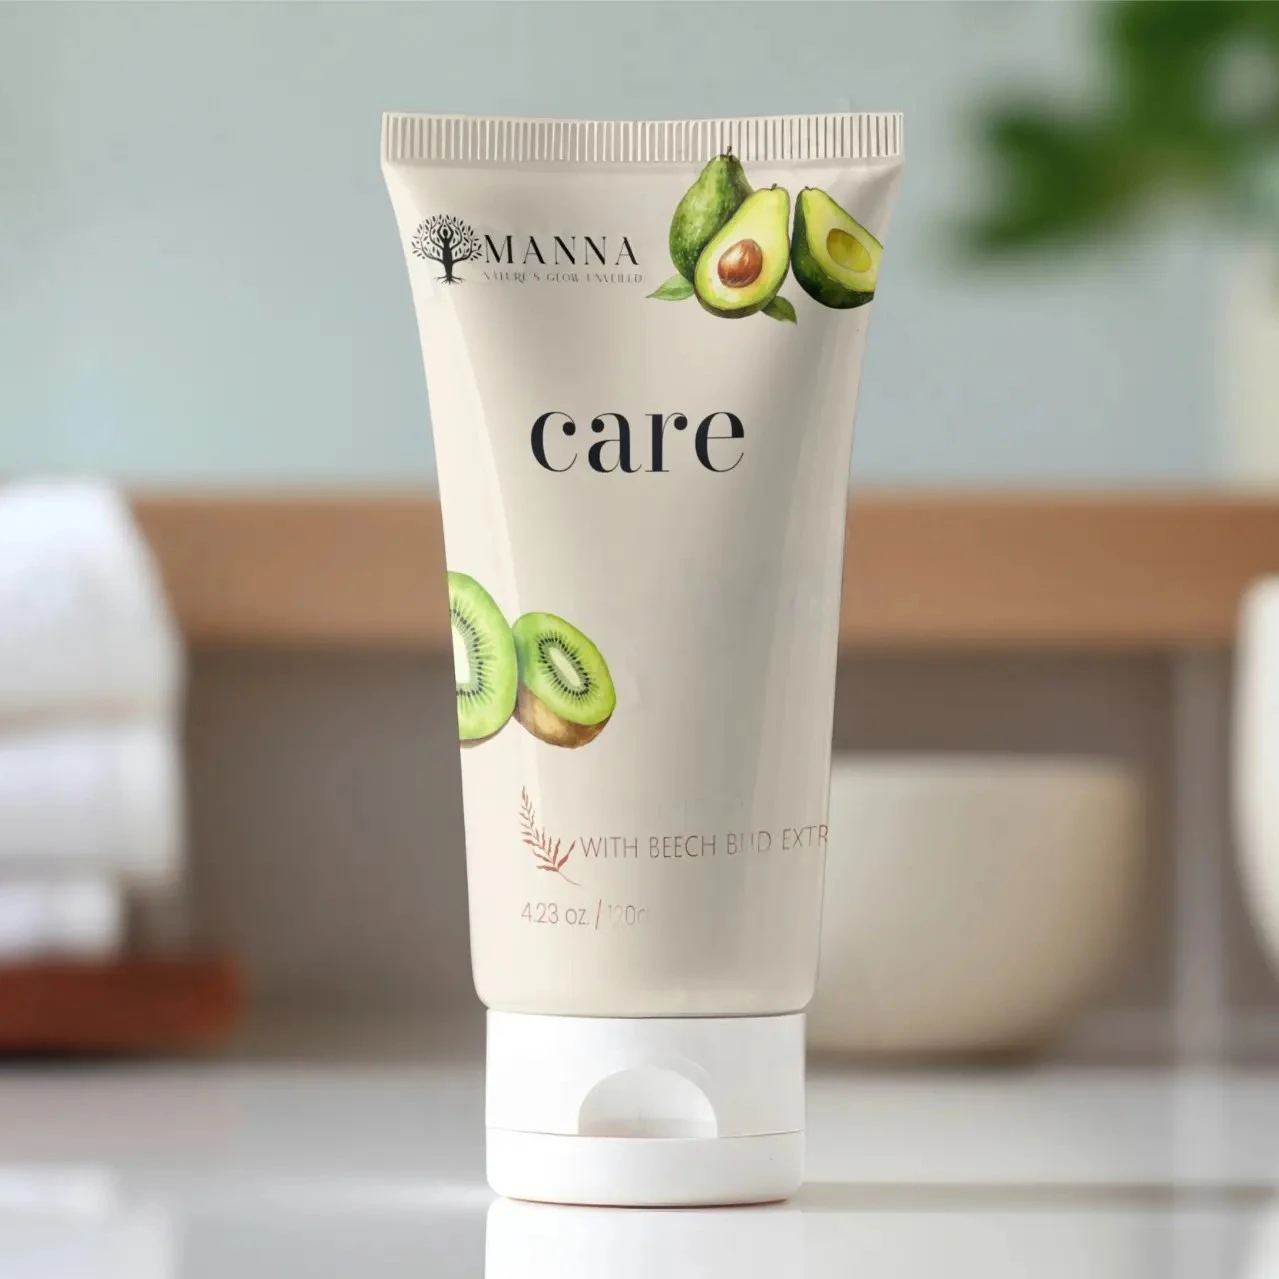 MANNA
NATURE'S GLOW UNVEILED
care
WITH BEECH BUD EXTR
4.23 oz. / 120